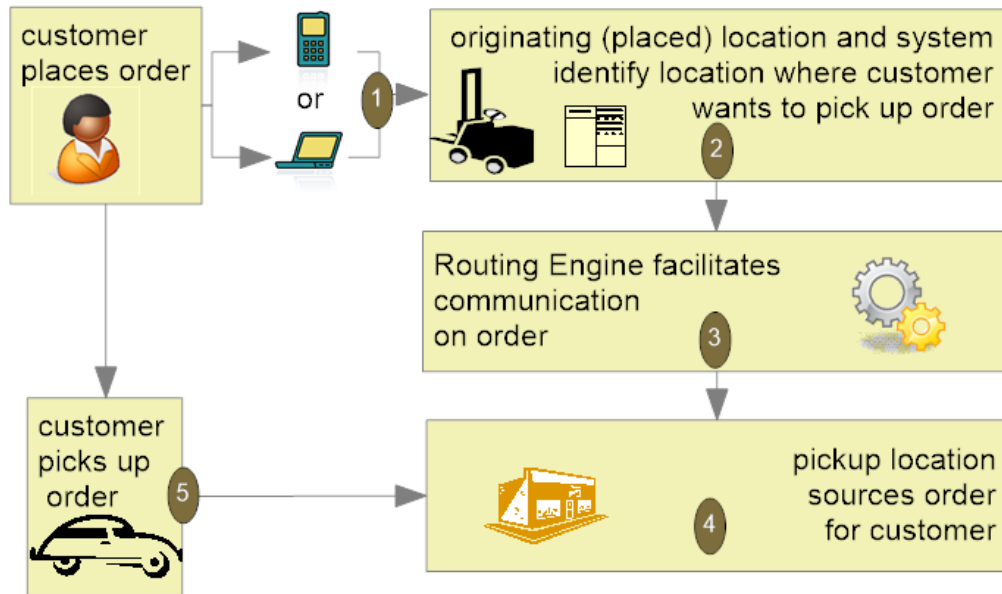 customer
places order
or
1
originating (placed) location and system
identify location where customer
wants to pick up order
2
Routing Engine facilitates
communication
on order
3
customer
picks up
order
5
pickup location
sources order
for customer
4